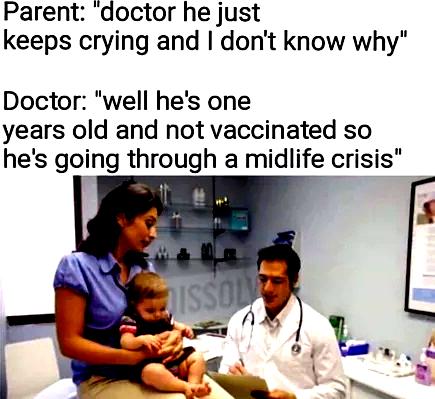 Parent: "doctor he just
keeps crying and I don't know why"
Doctor: "well he's one
years old and not vaccinated so
he's going through a midlife crisis"
DISSOLV